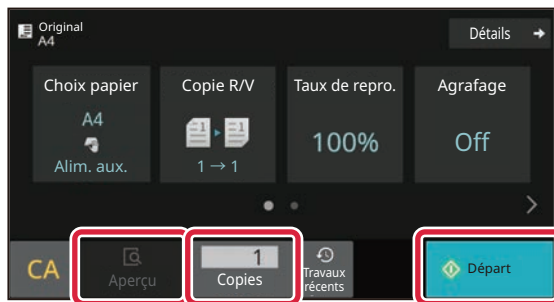 Original
A4
Détails
Choix papier
Copie R/V
Taux de repro.
Agrafage
A4
Alim. aux.
1 → 1
100%
Off
CA
Aperçu
1
Copies
Travaux
récents
Départ